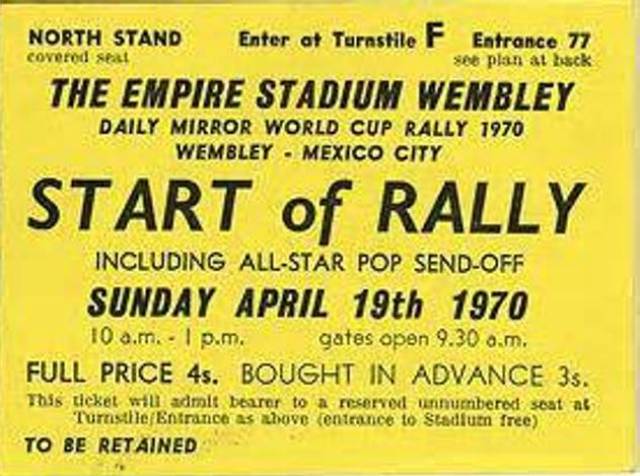 NORTH STAND Enter at Turnstile F Entrance 77
covered seat see plan at back
THE EMPIRE STADIUM WEMBLEY
DAILY MIRROR WORLD CUP RALLY 1970
WEMBLEY - MEXICO CITY
START of RALLY
INCLUDING ALL-STAR POP SEND-OFF
SUNDAY APRIL 19th 1970
10 a.m. - 1 p.m. gates open 9.30 a.m.
FULL PRICE 4s. BOUGHT IN ADVANCE 3s.
This ticket will admit bearer to a reserved unnumbered seat at
Turnstile/Entrance as above (entrance to Stadium free)
TO BE RETAINED